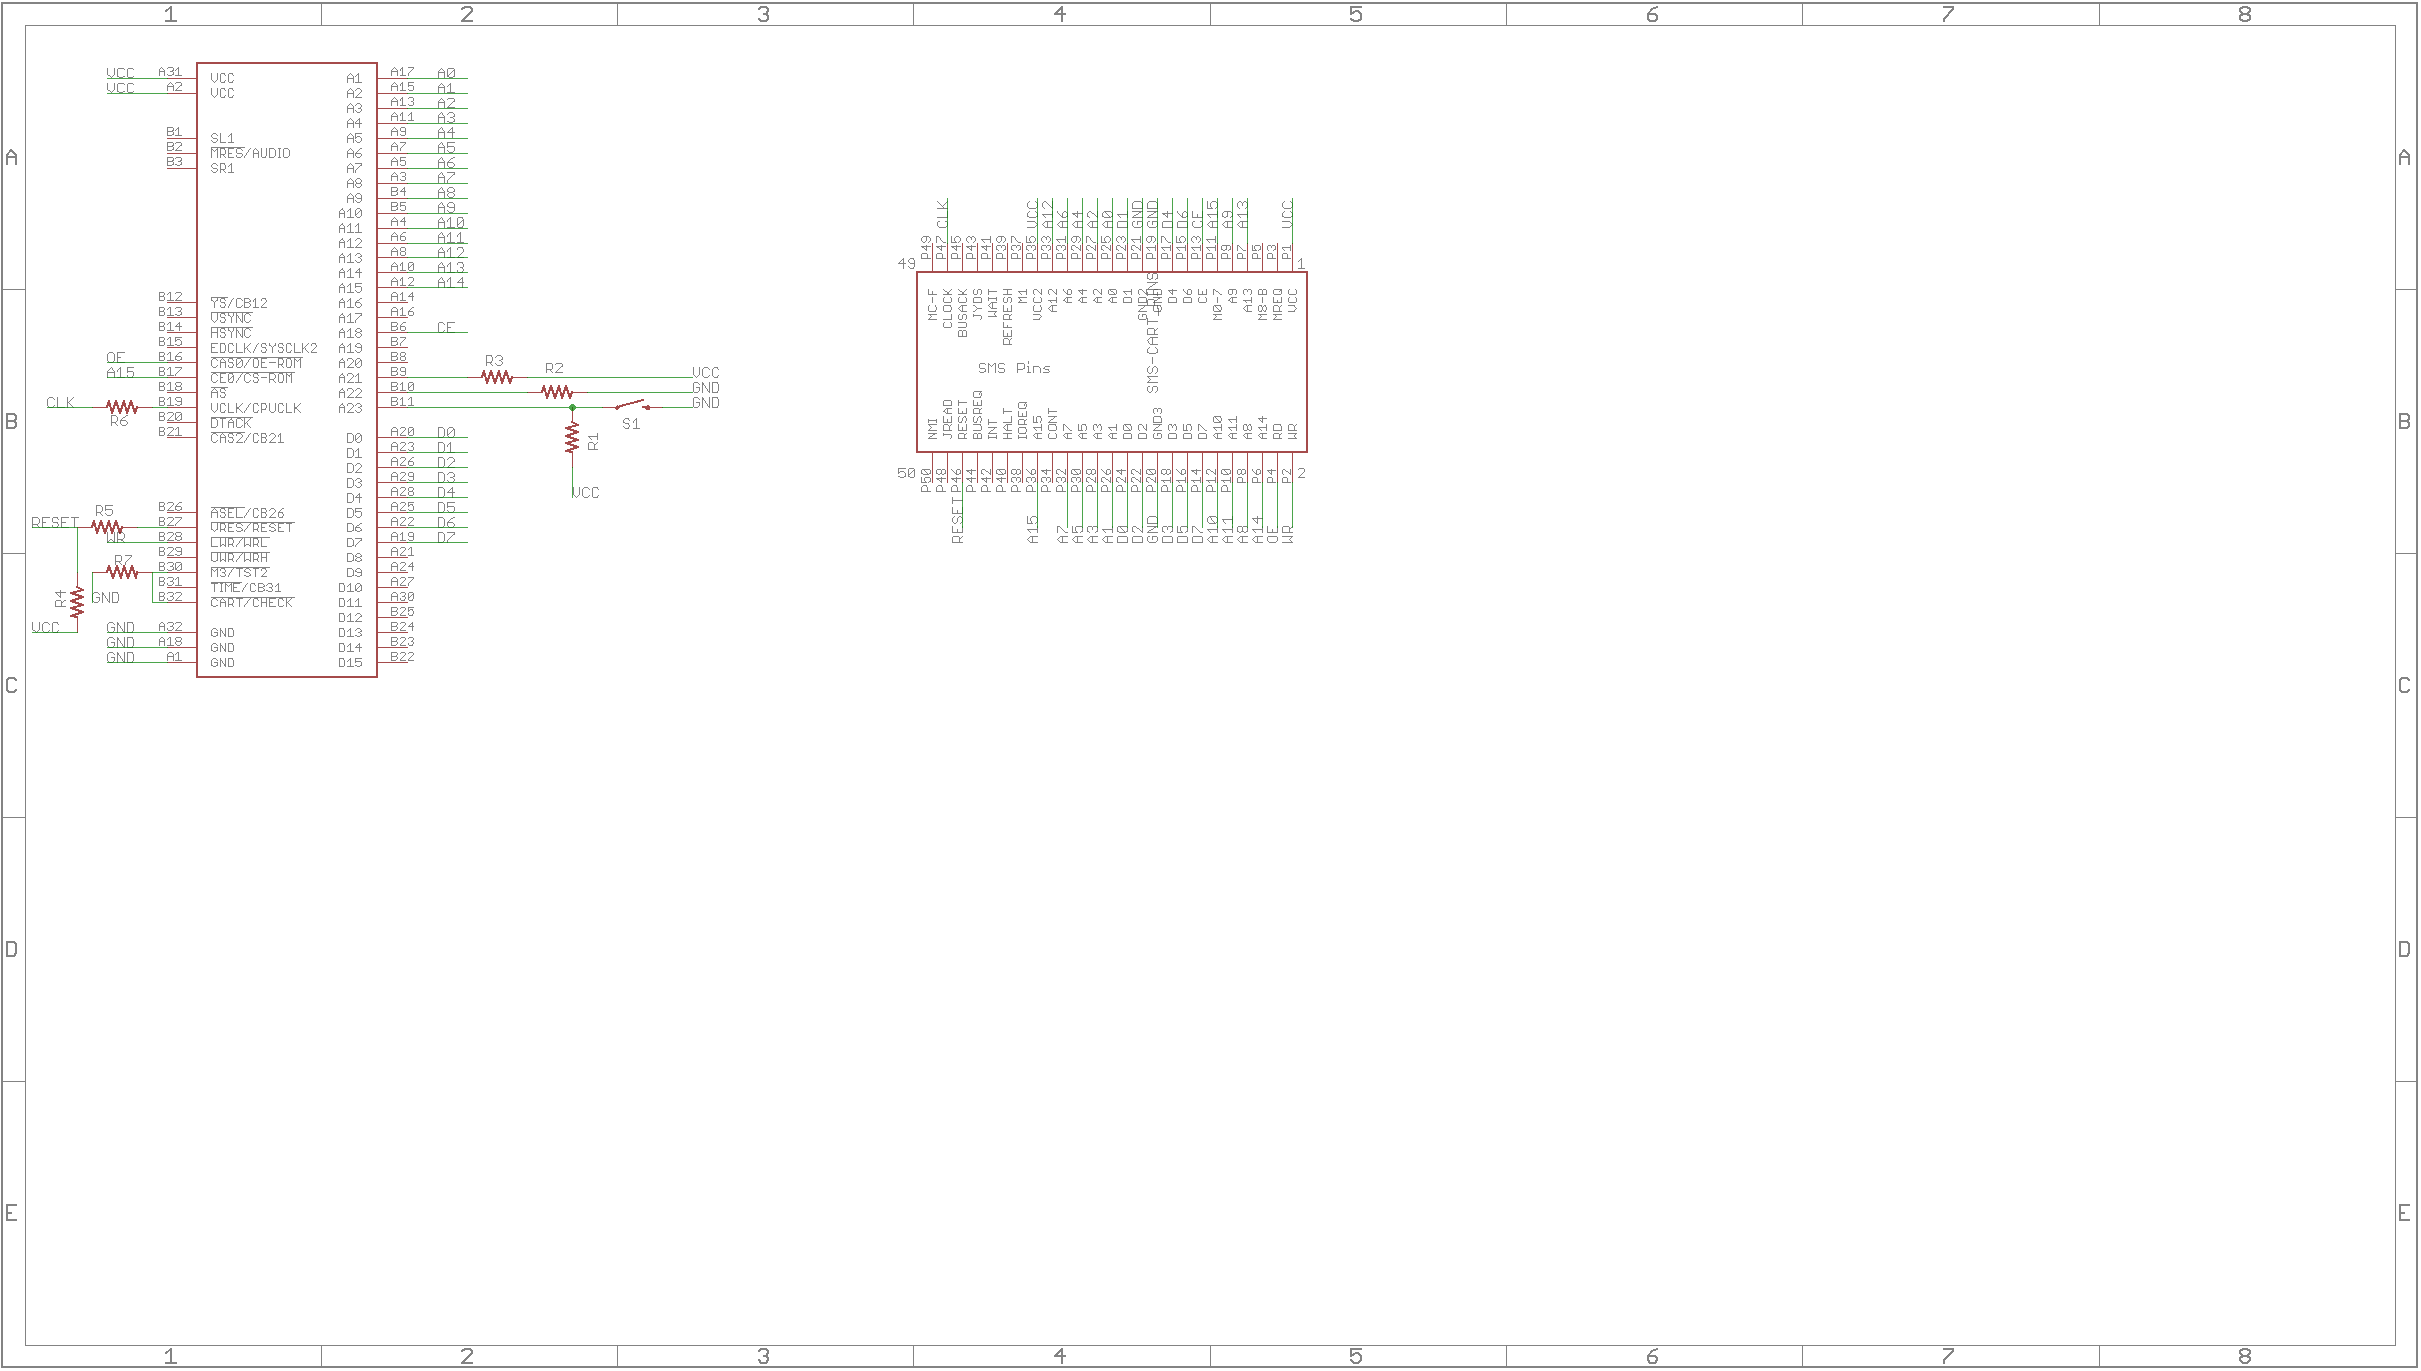 1 2 3 4 5 6 7 8
A A
B B
C C
D D
E E
VCC A31 VCC
VCC A2 VCC
B1 SL1
B2 MRES/AUDIO
B3 SR1
B12 YS/CB12
B13 VSYNC
B14 HSYNC
B15 EDCLK/SYSCLK2
OE B16 CAS0/OE-ROM
A15 B17 CE0/CS-ROM
B18 AS
CLK R6 B19 VCLK/CPUCLK
B20 DTACK
B21 CAS2/CB21
B26 ASEL/CB26
RESET R5 B27 VRES/RESET
WR B28 LWR/WRL
B29 UWR/WRH
R7 B30 M3/TST2
B31 TIME/CB31
R4 GND B32 CART/CHECK
VCC
GND A32 GND
GND A18 GND
GND A1 GND
A1 A17 A0
A2 A15 A1
A3 A13 A2
A4 A11 A3
A5 A9 A4
A6 A7 A5
A7 A5 A6
A8 A3 A7
A9 B4 A8
A10 B5 A9
A11 A4 A10
A12 A6 A11
A13 A8 A12
A14 A10 A13
A15 A12 A14
A16 A14
A17 A16
A18 B6 CE
A19 B7
A20 B8
A21 B9 R3 VCC
A22 B10 R2 GND
A23 B11 S1 GND
R1
VCC
D0 A20 D0
D1 A23 D1
D2 A26 D2
D3 A29 D3
D4 A28 D4
D5 A25 D5
D6 A22 D6
D7 A19 D7
D8 A21
D9 A24
D10 A27
D11 A30
D12 B25
D13 B24
D14 B23
D15 B22
CLK VCC A12 A6 A4 A2 A0 D1 GND GND D4 D6 CE A15 A9 A13 VCC
P49 P47 P45 P43 P41 P39 P37 P35 P33 P31 P29 P27 P25 P23 P21 P19 P17 P15 P13 P11 P9 P7 P5 P3 P1
49 1
MC-F CLOCK BUSACK JYDS WAIT REFRESH M1 VCC2 A12 A6 A4 A2 A0 D1 GND2 GND D4 D6 CE M0-7 A9 A13 M8-B MREQ VCC
SMS Pins
SMS-CART_PINS
NMI JREAD RESET BUSREQ INT HALT IOREQ A15 CONT A7 A5 A3 A1 D0 D2 GND3 D3 D5 D7 A10 A11 A8 A14 RD WR
50 2
P50 P48 P46 P44 P42 P40 P38 P36 P34 P32 P30 P28 P26 P24 P22 P20 P18 P16 P14 P12 P10 P8 P6 P4 P2
RESET A15 A7 A5 A3 A1 D0 D2 GND D3 D5 D7 A10 A11 A8 A14 OE WR
1 2 3 4 5 6 7 8